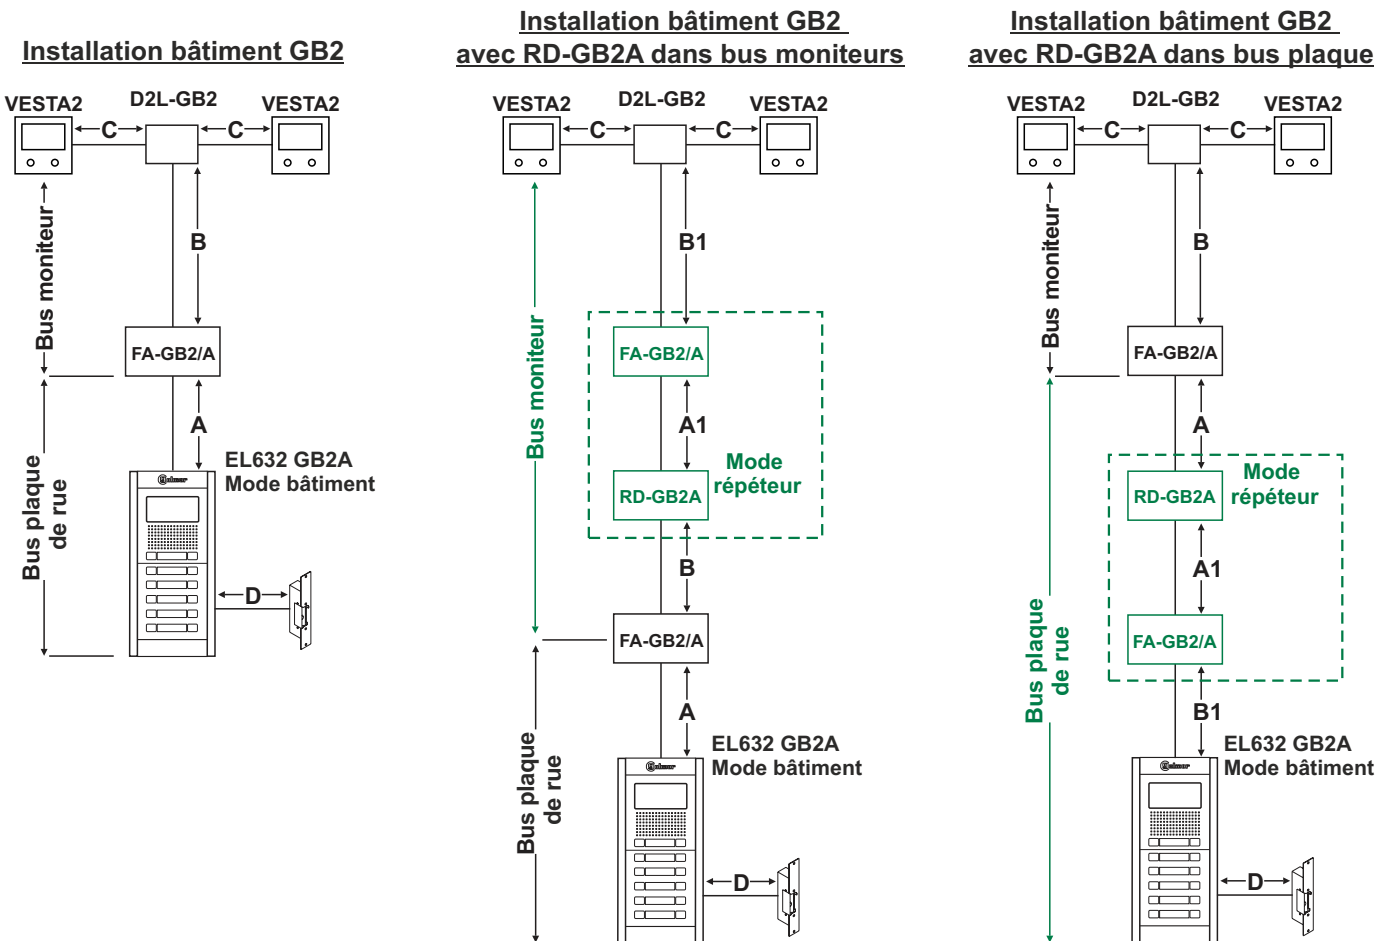 Installation bâtiment GB2
VESTA2
D2L-GB2
VESTA2
C
C
Bus moniteur
B
FA-GB2/A
A
Bus plaque
de rue
EL632 GB2A
Mode bâtiment
Golmar
D
Installation bâtiment GB2
avec RD-GB2A dans bus moniteurs
VESTA2
D2L-GB2
VESTA2
C
C
Bus moniteur
B1
FA-GB2/A
A1
Mode
répéteur
RD-GB2A
B
FA-GB2/A
A
Bus plaque
de rue
EL632 GB2A
Mode bâtiment
Golmar
D
Installation bâtiment GB2
avec RD-GB2A dans bus plaque
VESTA2
D2L-GB2
VESTA2
C
C
Bus moniteur
B
FA-GB2/A
A
Mode
répéteur
RD-GB2A
A1
FA-GB2/A
Bus plaque
de rue
B1
EL632 GB2A
Mode bâtiment
Golmar
D